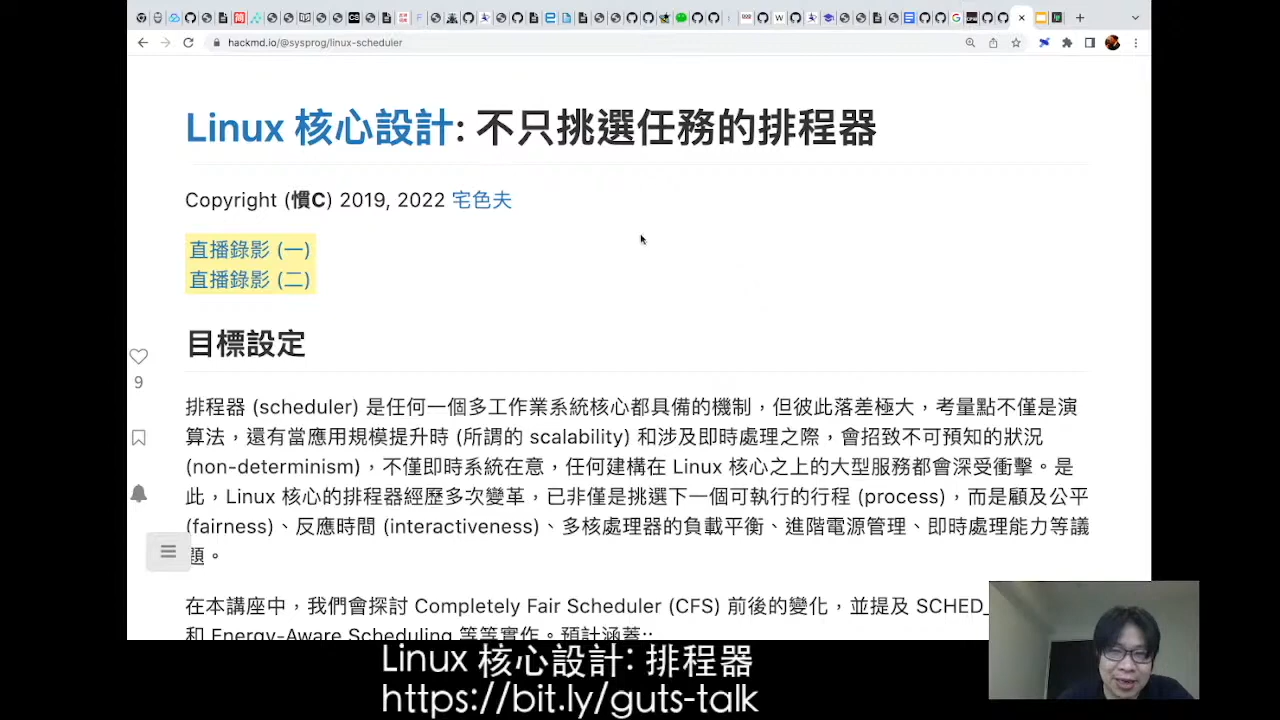 hackmd.io/@sysprog/linux-scheduler
Linux 核心設計: 不只挑選任務的排程器
Copyright (慣C) 2019, 2022 宅色夫
直播錄影 (一)
直播錄影 (二)
目標設定
9
排程器 (scheduler) 是任何一個多工作業系統核心都具備的機制，但彼此落差極大，考量點不僅是演
算法，還有當應用規模提升時 (所謂的 scalability) 和涉及即時處理之際，會招致不可預知的狀況
(non-determinism)，不僅即時系統在意，任何建構在 Linux 核心之上的大型服務都會深受衝擊。是
此，Linux 核心的排程器經歷多次變革，已非僅是挑選下一個可執行的行程 (process)，而是顧及公平
(fairness)、反應時間 (interactiveness)、多核處理器的負載平衡、進階電源管理、即時處理能力等議
題。
在本講座中，我們會探討 Completely Fair Scheduler (CFS) 前後的變化，並提及 SCHED_
和 Energy-Aware Scheduling 等等實作。預計涵蓋:
Linux 核心設計: 排程器
https://bit.ly/guts-talk